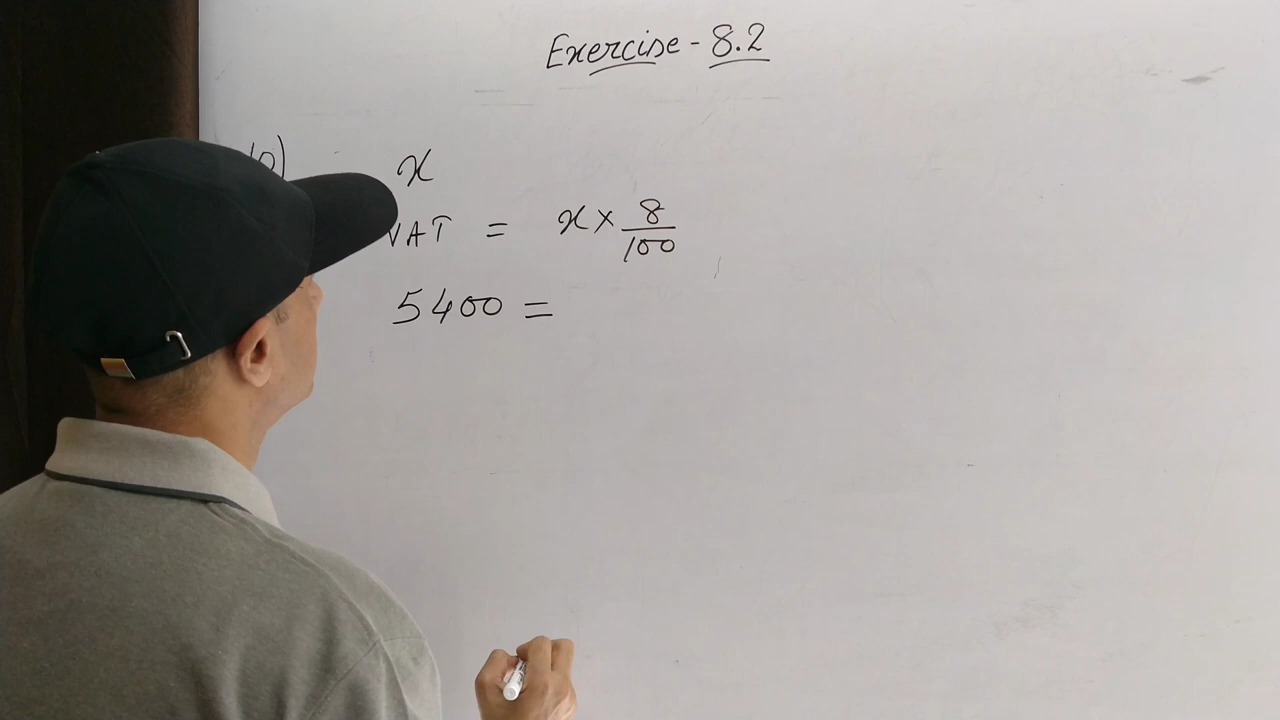 Exercise - 8.2
x
VAT = x × 8/100
5400 =